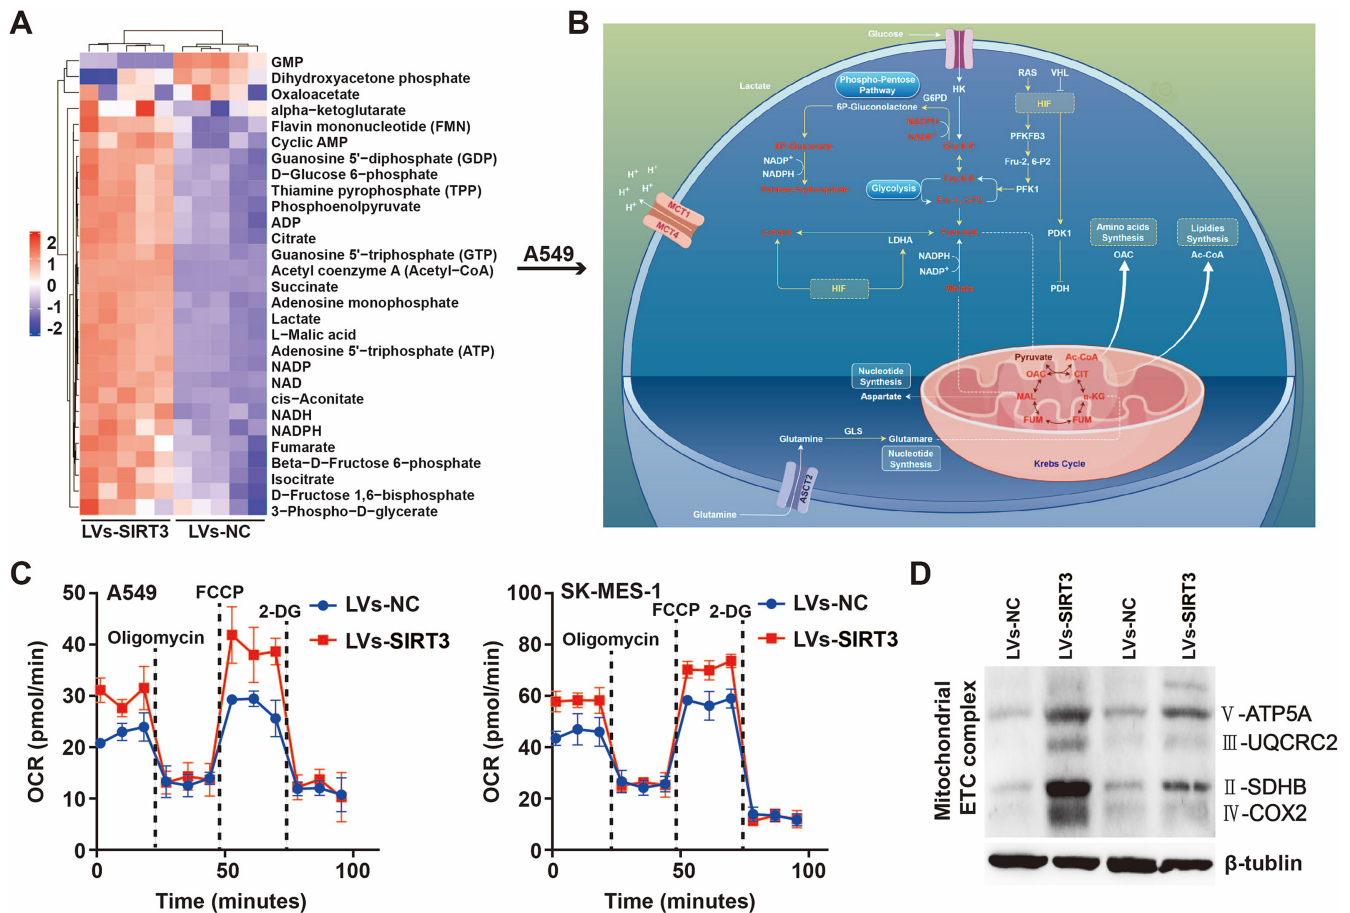 A
GMP
Dihydroxyacetone phosphate
Oxaloacetate
alpha−ketoglutarate
Flavin mononucleotide (FMN)
Cyclic AMP
Guanosine 5'−diphosphate (GDP)
D−Glucose 6−phosphate
Thiamine pyrophosphate (TPP)
Phosphoenolpyruvate
ADP
Citrate
Guanosine 5'−triphosphate (GTP)
Acetyl coenzyme A (Acetyl−CoA)
Succinate
Adenosine monophosphate
Lactate
L−Malic acid
Adenosine 5'−triphosphate (ATP)
NADP
NAD
cis−Aconitate
NADH
NADPH
Fumarate
Beta−D−Fructose 6−phosphate
Isocitrate
D−Fructose 1,6−bisphosphate
3−Phospho−D−glycerate
2
1
0
-1
-2
LVs-SIRT3 LVs-NC
A549
B
Glucose
Lactate
Phospho-Pentose
Pathway
HK
RAS VHL
G6PD
6P-Gluconolactone
HIF
NADP⁺
NADPH
PFKFB3
Fru-2, 6-P2
Glycolysis
PFK1
H⁺ H⁺
H⁺ H⁺
H⁺
MCT1
MCT4
LDHA
PDK1
Amino acids
Synthesis
OAC
Lipidies
Synthesis
Ac-CoA
NADPH
NADP⁺
HIF
PDH
Pyruvate Ac-CoA
OAC CIT
MAL α-KG
FUM FUM
Krebs Cycle
Nucleotide
Synthesis
Aspartate
Glutamine GLS Glutamare
Nucleotide
Synthesis
ASCT2
Glutamine
C
A549
OCR (pmol/min)
50
40
30
20
10
0
Oligomycin
FCCP
2-DG
LVs-NC
LVs-SIRT3
0 50 100
Time (minutes)
SK-MES-1
OCR (pmol/min)
100
80
60
40
20
0
Oligomycin
FCCP 2-DG
LVs-NC
LVs-SIRT3
0 50 100
Time (minutes)
D
LVs-NC
LVs-SIRT3
LVs-NC
LVs-SIRT3
Mitochondrial
ETC complex
Ⅴ-ATP5A
Ⅲ-UQCRC2
Ⅱ-SDHB
Ⅳ-COX2
β-tublin